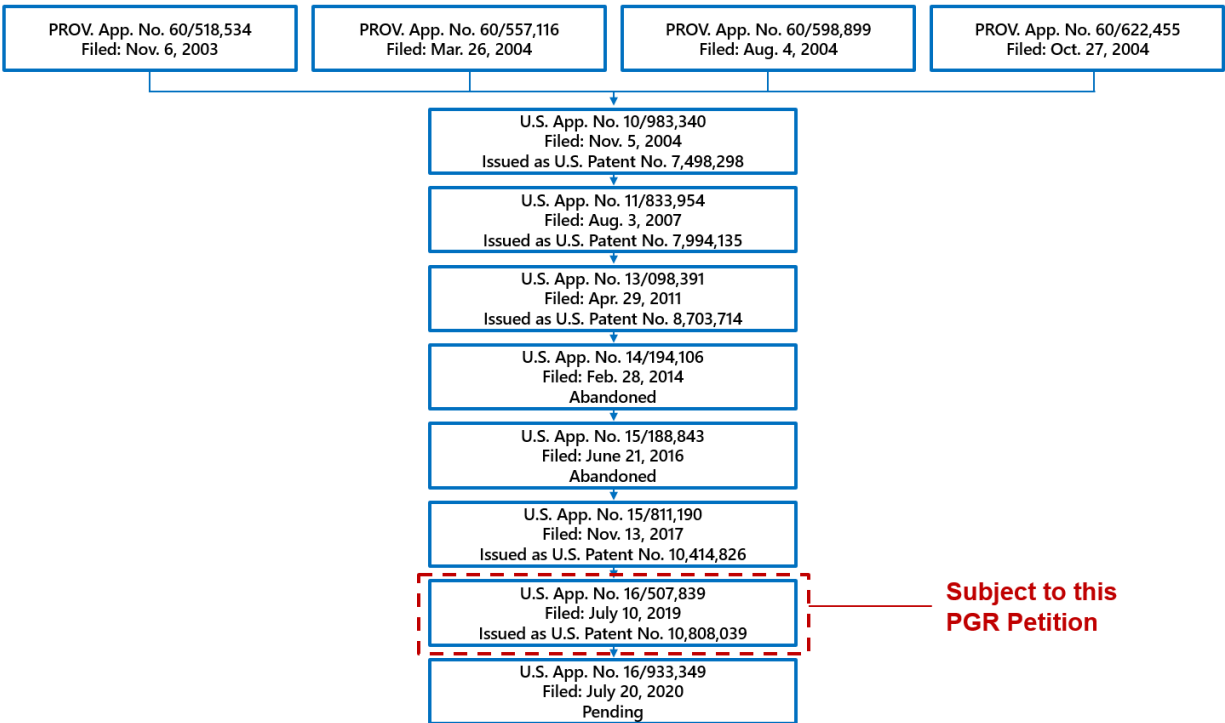 PROV. App. No. 60/518,534
Filed: Nov. 6, 2003
PROV. App. No. 60/557,116
Filed: Mar. 26, 2004
PROV. App. No. 60/598,899
Filed: Aug. 4, 2004
PROV. App. No. 60/622,455
Filed: Oct. 27, 2004
U.S. App. No. 10/983,340
Filed: Nov. 5, 2004
Issued as U.S. Patent No. 7,498,298
U.S. App. No. 11/833,954
Filed: Aug. 3, 2007
Issued as U.S. Patent No. 7,994,135
U.S. App. No. 13/098,391
Filed: Apr. 29, 2011
Issued as U.S. Patent No. 8,703,714
U.S. App. No. 14/194,106
Filed: Feb. 28, 2014
Abandoned
U.S. App. No. 15/188,843
Filed: June 21, 2016
Abandoned
U.S. App. No. 15/811,190
Filed: Nov. 13, 2017
Issued as U.S. Patent No. 10,414,826
U.S. App. No. 16/507,839
Filed: July 10, 2019
Issued as U.S. Patent No. 10,808,039
Subject to this
PGR Petition
U.S. App. No. 16/933,349
Filed: July 20, 2020
Pending